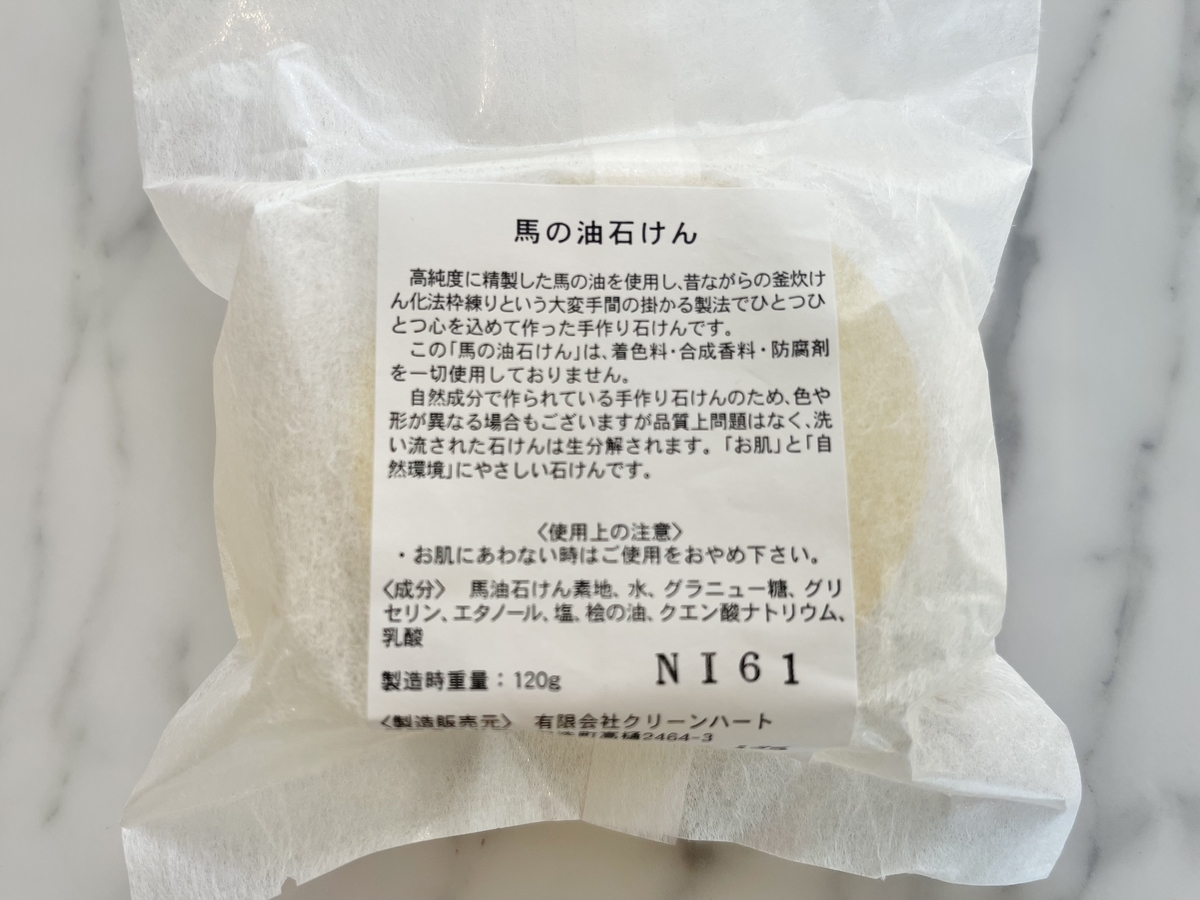 馬の油石けん
高純度に精製した馬の油を使用し、昔ながらの釜炊け
ん化法枠練りという大変手間の掛かる製法でひとつひ
とつ心を込めて作った手作り石けんです。
この「馬の油石けん」は、着色料・合成香料・防腐剤
を一切使用しておりません。
自然成分で作られている手作り石けんのため、色や
形が異なる場合もございますが品質上問題はなく、洗
い流された石けんは生分解されます。「お肌」と「自
然環境」にやさしい石けんです。
〈使用上の注意〉
・お肌にあわない時はご使用をおやめ下さい。
〈成分〉 馬油石けん素地、水、グラニュー糖、グリ
セリン、エタノール、塩、桧の油、クエン酸ナトリウム、
乳酸
製造時重量：120g
NI61
〈製造販売元〉 有限会社クリーンハート
町高樋2464-3